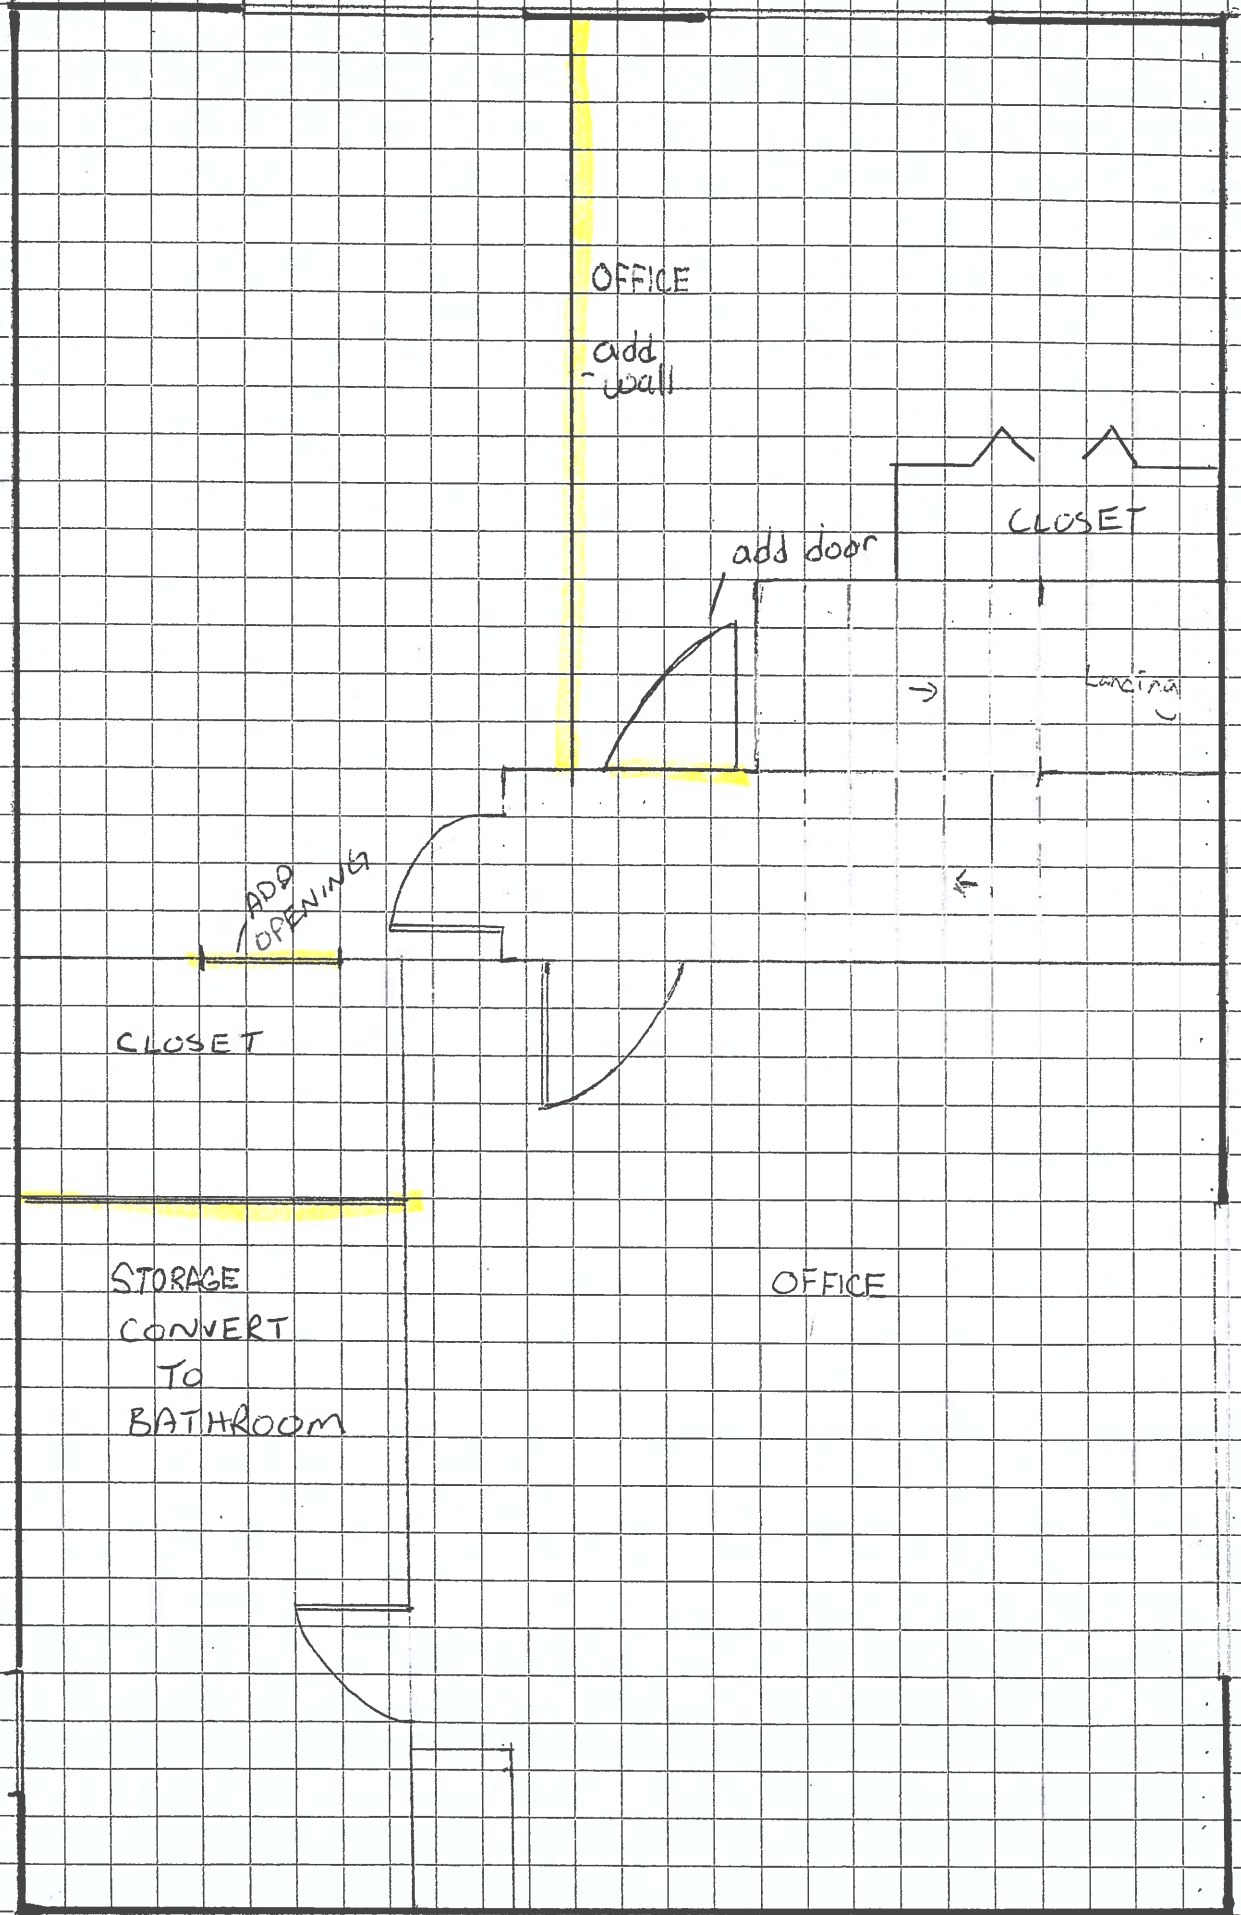 OFFICE
add
wall
CLOSET
add door
Landing
ADD
OPENING
CLOSET
STORAGE
CONVERT
TO
BATHROOM
OFFICE